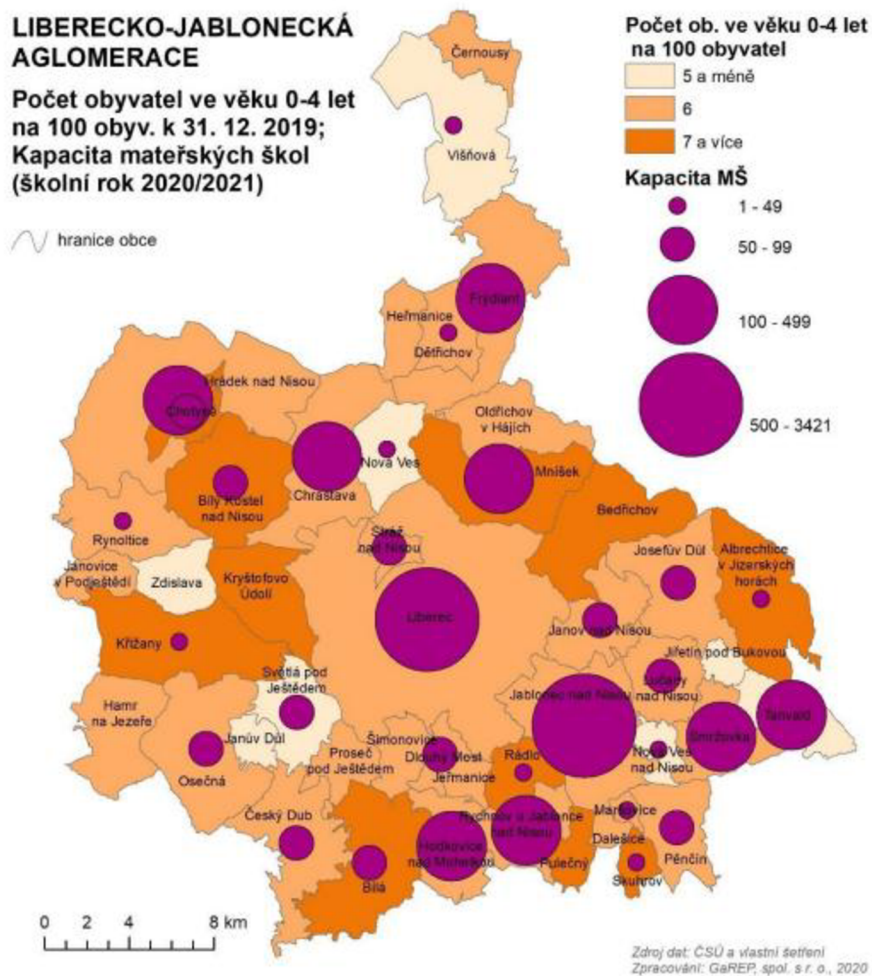 LIBERECKO-JABLONECKÁ
AGLOMERACE
Počet obyvatel ve věku 0-4 let
na 100 obyv. k 31. 12. 2019;
Kapacita mateřských škol
(školní rok 2020/2021)
hranice obce
Počet ob. ve věku 0-4 let
na 100 obyvatel
5 a méně
6
7 a více
Kapacita MŠ
1 - 49
50 - 99
100 - 499
500 - 3421
Černousy
Višňová
Frýdlant
Heřmanice
Dětřichov
Hrádek nad Nisou
Chotyně
Oldřichov
v Hájích
Nová Ves
Mníšek
Chrastava
Bílý Kostel
nad Nisou
Bedřichov
Rynoltice
Stráž
nad Nisou
Josefův Důl
Albrechtice
v Jizerských
horách
Janovice
v Podještědí
Zdislava
Kryštofovo
Údolí
Liberec
Janov nad Nisou
Křižany
Jiřetín pod Bukovou
Světlá pod
Ještědem
Lučany
nad Nisou
Jablonec nad Nisou
Hamr
na Jezeře
Tanvald
Janův Důl
Šimonovice
Smržovka
Proseč
pod Ještědem
Dlouhý Most
Rádlo
Nová Ves
nad Nisou
Osečná
Jeřmanice
Český Dub
Rychnov u Jablonce
nad Nisou
Maršovice
Hodkovice
nad Mohelkou
Dalešice
Pěnčín
Pulečný
Bílá
Skuhrov
0 2 4 8 km
Zdroj dat: ČSÚ a vlastní šetření
Zpracování: GaREP, spol. s r. o., 2020